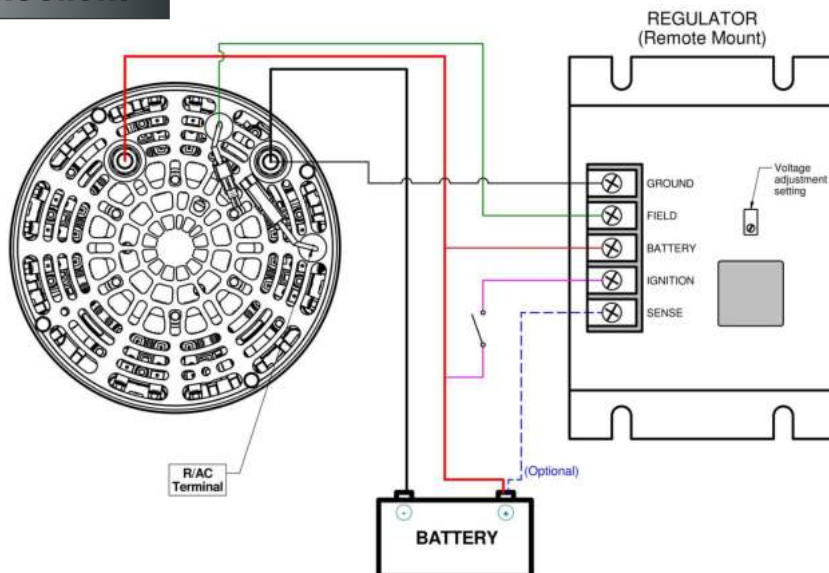 REGULATOR
(Remote Mount)
Voltage
adjustment
setting
GROUND
FIELD
BATTERY
IGNITION
SENSE
R/AC
Terminal
(Optional)
-
+
BATTERY